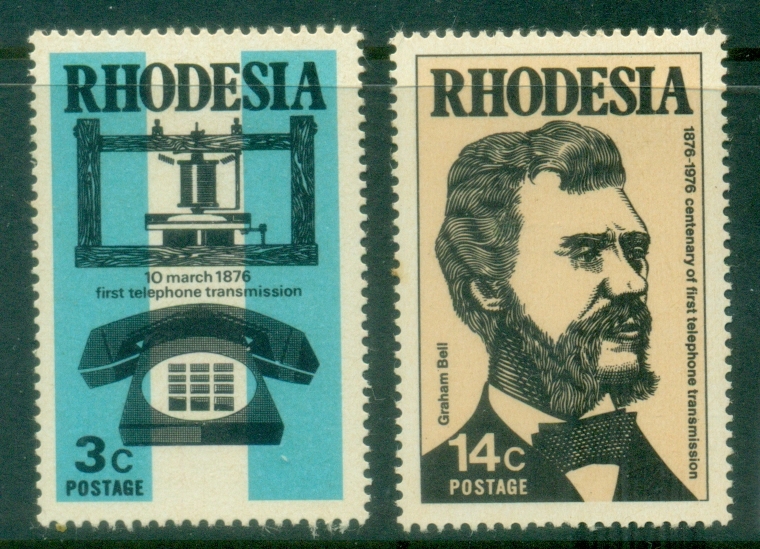 RHODESIA
10 march 1876
first telephone transmission
3c
POSTAGE
RHODESIA
1876-1976 centenary of first telephone transmission
Graham Bell
14c
POSTAGE